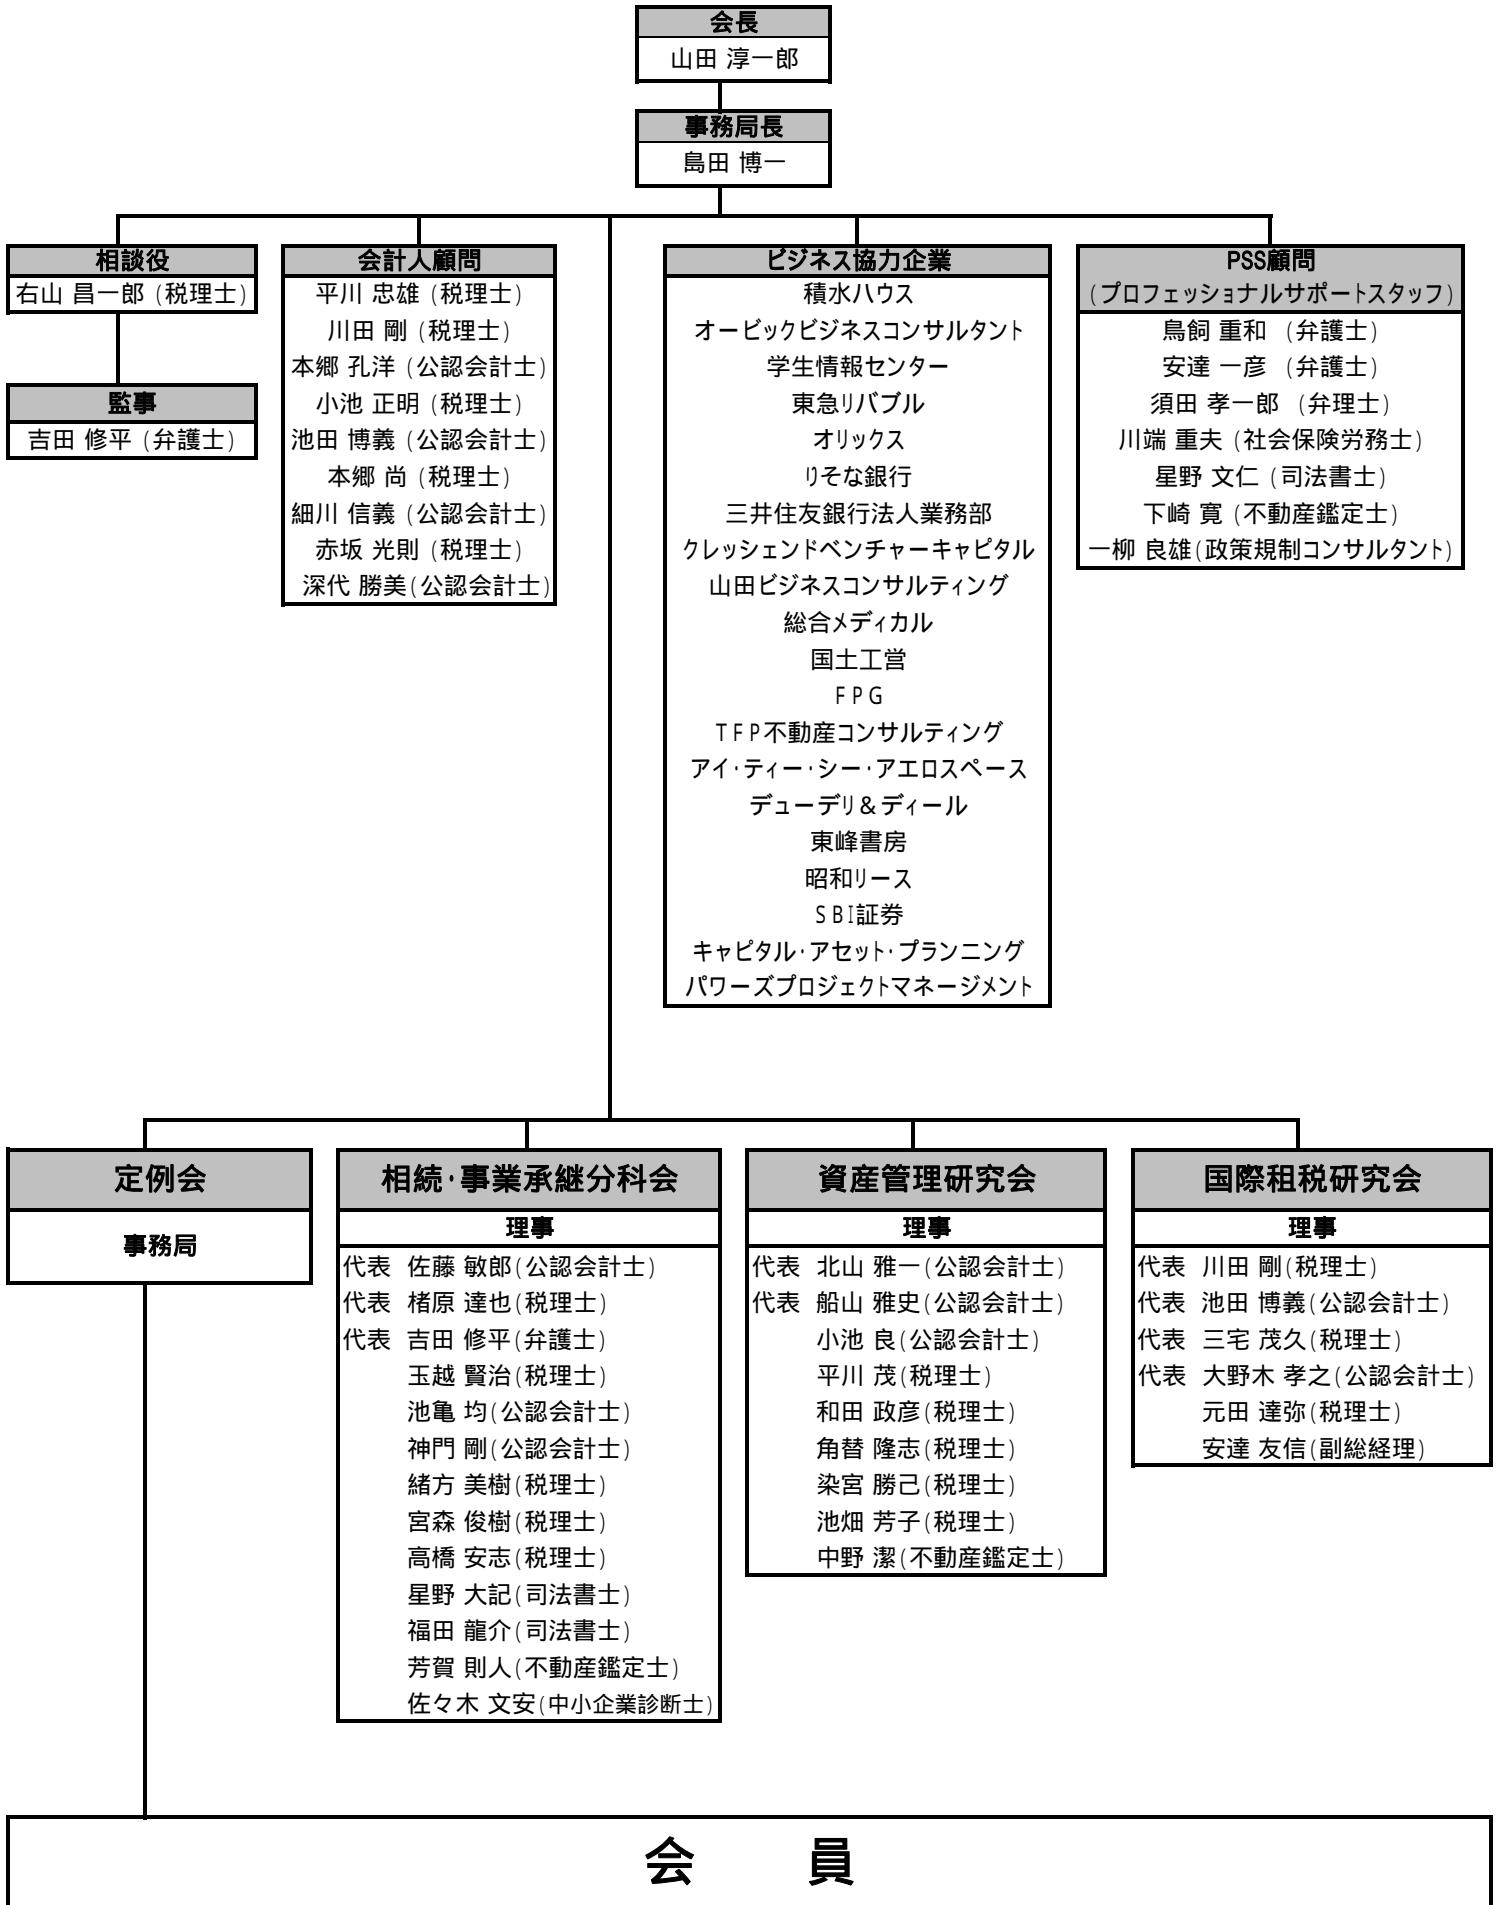 会長
山田 淳一郎
事務局長
島田 博一
相談役
右山 昌一郎 (税理士)
監事
吉田 修平 (弁護士)
会計人顧問
平川 忠雄 (税理士)
川田 剛 (税理士)
本郷 孔洋 (公認会計士)
小池 正明 (税理士)
池田 博義 (公認会計士)
本郷 尚 (税理士)
細川 信義 (公認会計士)
赤坂 光則 (税理士)
深代 勝美(公認会計士)
ビジネス協力企業
積水ハウス
オービックビジネスコンサルタント
学生情報センター
東急リバブル
オリックス
りそな銀行
三井住友銀行法人業務部
クレッシェンドベンチャーキャピタル
山田ビジネスコンサルティング
総合メディカル
国土工営
FPG
TFP不動産コンサルティング
アイ・ティー・シー・アエロスペース
デューデリ&ディール
東峰書房
昭和リース
SBI証券
キャピタル・アセット・プランニング
パワーズプロジェクトマネージメント
PSS顧問
(プロフェッショナルサポートスタッフ)
鳥飼 重和 (弁護士)
安達 一彦 (弁護士)
須田 孝一郎 (弁理士)
川端 重夫 (社会保険労務士)
星野 文仁 (司法書士)
下崎 寛 (不動産鑑定士)
一柳 良雄(政策規制コンサルタント)
定例会
事務局
相続・事業承継分科会
理事
代表 佐藤 敏郎(公認会計士)
代表 楮原 達也(税理士)
代表 吉田 修平(弁護士)
玉越 賢治(税理士)
池亀 均(公認会計士)
神門 剛(公認会計士)
緒方 美樹(税理士)
宮森 俊樹(税理士)
高橋 安志(税理士)
星野 大記(司法書士)
福田 龍介(司法書士)
芳賀 則人(不動産鑑定士)
佐々木 文安(中小企業診断士)
資産管理研究会
理事
代表 北山 雅一(公認会計士)
代表 船山 雅史(公認会計士)
小池 良(公認会計士)
平川 茂(税理士)
和田 政彦(税理士)
角替 隆志(税理士)
染宮 勝己(税理士)
池畑 芳子(税理士)
中野 潔(不動産鑑定士)
国際租税研究会
理事
代表 川田 剛(税理士)
代表 池田 博義(公認会計士)
代表 三宅 茂久(税理士)
代表 大野木 孝之(公認会計士)
元田 達弥(税理士)
安達 友信(副総経理)
会 員